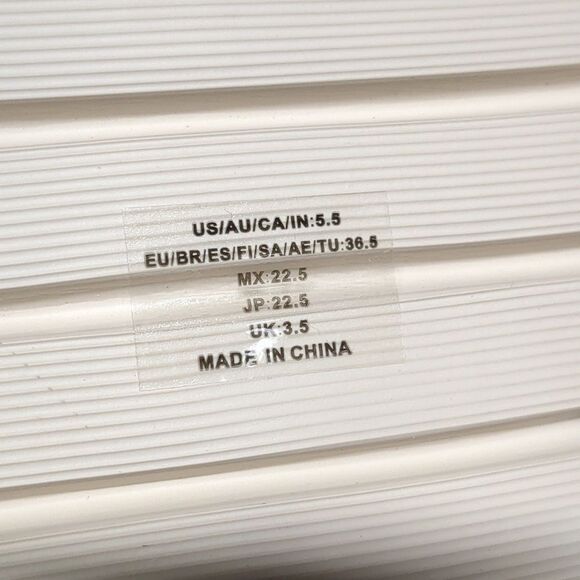 US/AU/CA/IN:5.5
EU/BR/ES/FI/SA/AE/TU:36.5
MX:22.5
JP:22.5
UK:3.5
MADE IN CHINA